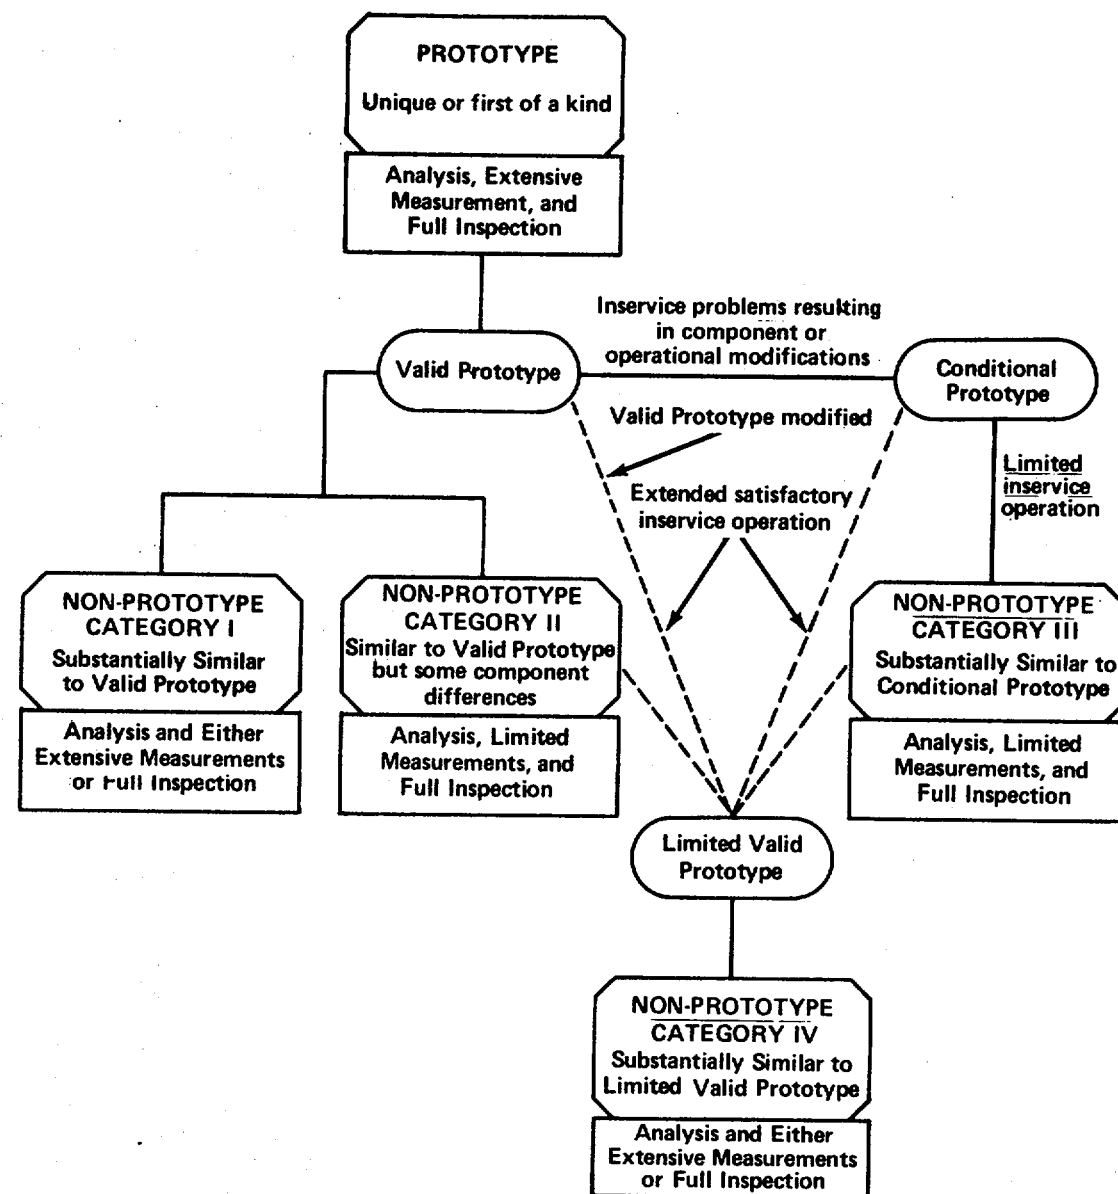 PROTOTYPE
Unique or first of a kind
Analysis, Extensive
Measurement, and
Full Inspection
Valid Prototype
Inservice problems resulting
in component or
operational modifications
Conditional
Prototype
Valid Prototype modified
Extended satisfactory
inservice operation
Limited
inservice
operation
NON-PROTOTYPE
CATEGORY I
Substantially Similar
to Valid Prototype
Analysis and Either
Extensive Measurements
or Full Inspection
NON-PROTOTYPE
CATEGORY II
Similar to Valid Prototype
but some component
differences
Analysis, Limited
Measurements, and
Full Inspection
NON-PROTOTYPE
CATEGORY III
Substantially Similar to
Conditional Prototype
Analysis, Limited
Measurements, and
Full Inspection
Limited Valid
Prototype
NON-PROTOTYPE
CATEGORY IV
Substantially Similar to
Limited Valid Prototype
Analysis and Either
Extensive Measurements
or Full Inspection